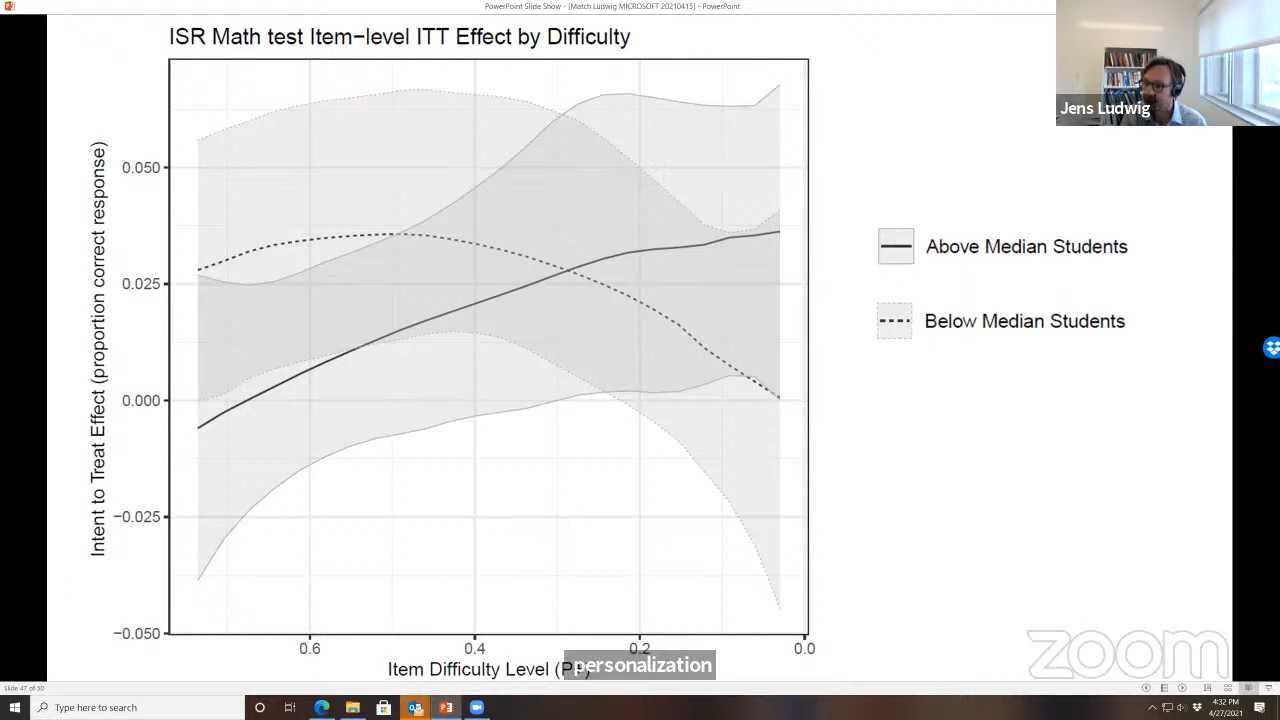 PowerPoint Slide Show - [Match Ludwig MICROSOFT 20210415] - PowerPoint
ISR Math test Item−level ITT Effect by Difficulty
Jens Ludwig
Intent to Treat Effect (proportion correct response)
0.050
0.025
0.000
−0.025
−0.050
0.6
0.4
0.2
0.0
Item Difficulty Level
Above Median Students
Below Median Students
personalization
zoom
Slide 47 of 50
Type here to search
4:32 PM
4/27/2021